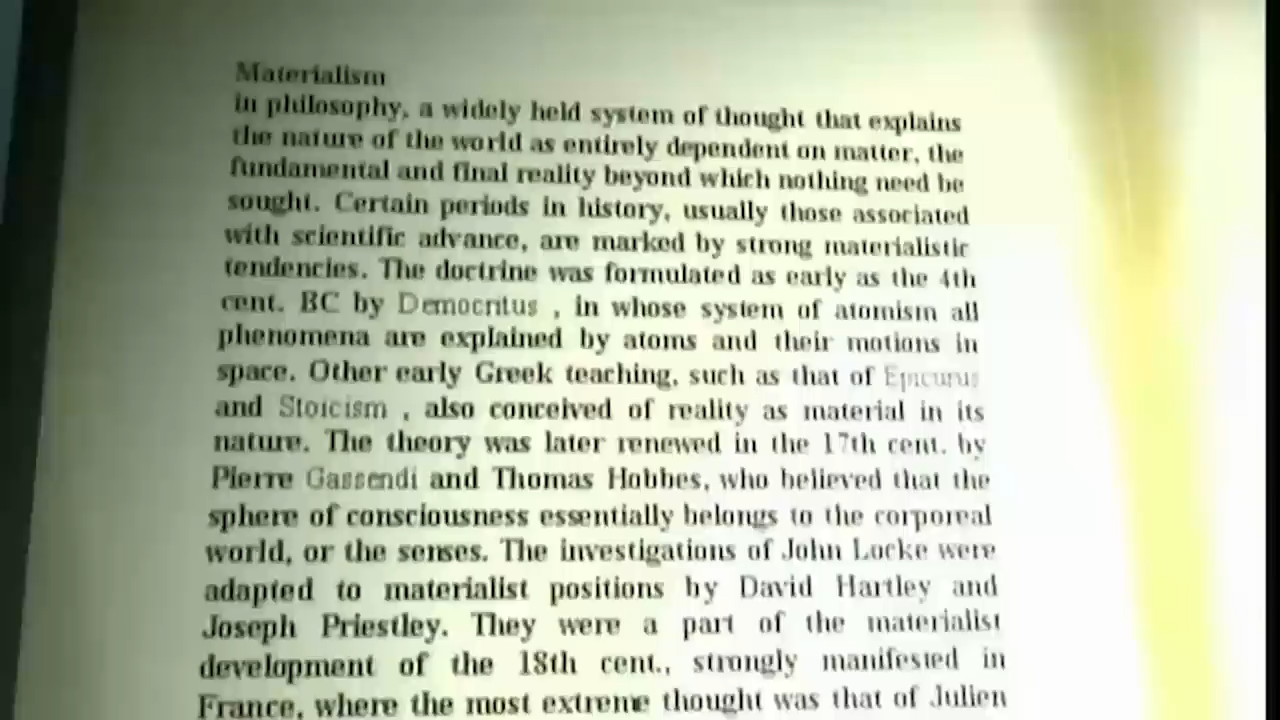 Materialism
in philosophy, a widely held system of thought that explains
the nature of the world as entirely dependent on matter, the
fundamental and final reality beyond which nothing need be
sought. Certain periods in history, usually those associated
with scientific advance, are marked by strong materialistic
tendencies. The doctrine was formulated as early as the 4th
cent. BC by Democritus , in whose system of atomism all
phenomena are explained by atoms and their motions in
space. Other early Greek teaching, such as that of Epicurus
and Stoicism , also conceived of reality as material in its
nature. The theory was later renewed in the 17th cent. by
Pierre Gassendi and Thomas Hobbes, who believed that the
sphere of consciousness essentially belongs to the corporeal
world, or the senses. The investigations of John Locke were
adapted to materialist positions by David Hartley and
Joseph Priestley. They were a part of the materialist
development of the 18th cent., strongly manifested in
France, where the most extreme thought was that of Julien